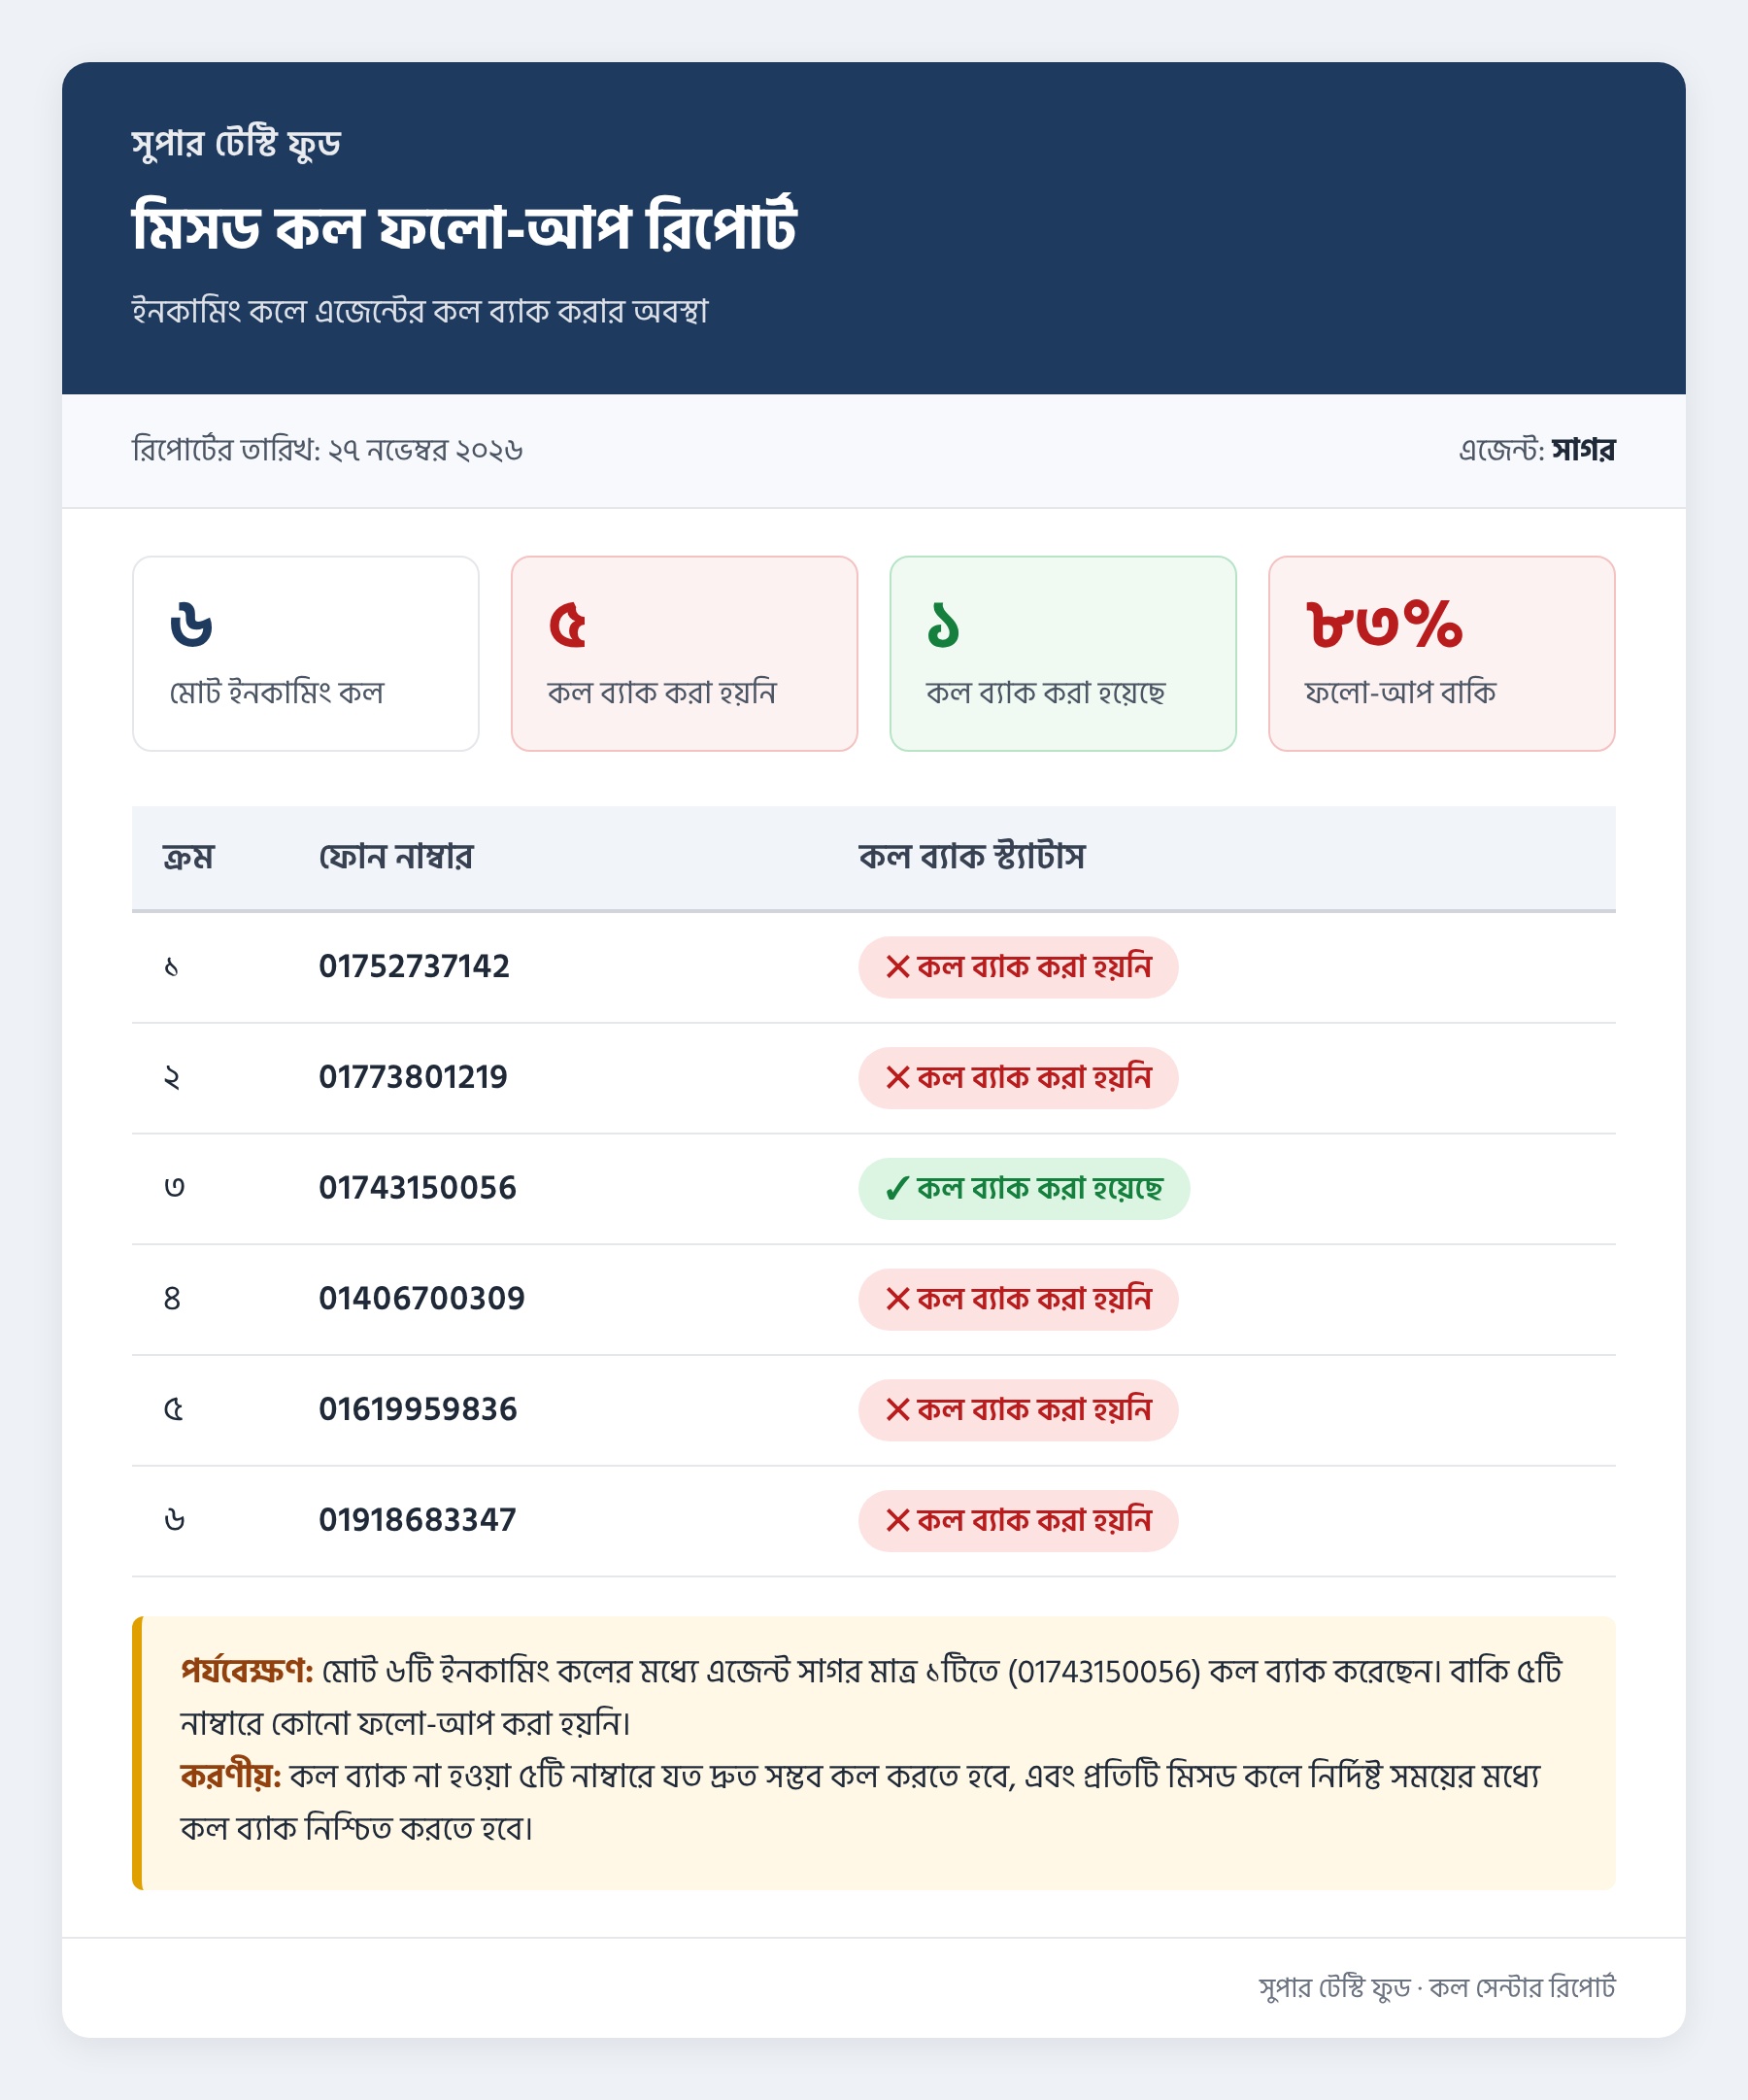 সুপার টেস্টি ফুড
মিসড কল ফলো-আপ রিপোর্ট
ইনকামিং কলে এজেন্টের কল ব্যাক করার অবস্থা
রিপোর্টের তারিখ: ২৭ নভেম্বর ২০২৬
এজেন্ট: সাগর
৬
মোট ইনকামিং কল
৫
কল ব্যাক করা হয়নি
১
কল ব্যাক করা হয়েছে
৮৩%
ফলো-আপ বাকি
ক্রম ফোন নাম্বার কল ব্যাক স্ট্যাটাস
১ 01752737142 ✕ কল ব্যাক করা হয়নি
২ 01773801219 ✕ কল ব্যাক করা হয়নি
৩ 01743150056 ✓ কল ব্যাক করা হয়েছে
৪ 01406700309 ✕ কল ব্যাক করা হয়নি
৫ 01619959836 ✕ কল ব্যাক করা হয়নি
৬ 01918683347 ✕ কল ব্যাক করা হয়নি
পর্যবেক্ষণ: মোট ৬টি ইনকামিং কলের মধ্যে এজেন্ট সাগর মাত্র ১টিতে (01743150056) কল ব্যাক করেছেন। বাকি ৫টি
নাম্বারে কোনো ফলো-আপ করা হয়নি।
করণীয়: কল ব্যাক না হওয়া ৫টি নাম্বারে যত দ্রুত সম্ভব কল করতে হবে, এবং প্রতিটি মিসড কলে নির্দিষ্ট সময়ের মধ্যে
কল ব্যাক নিশ্চিত করতে হবে।
সুপার টেস্টি ফুড · কল সেন্টার রিপোর্ট